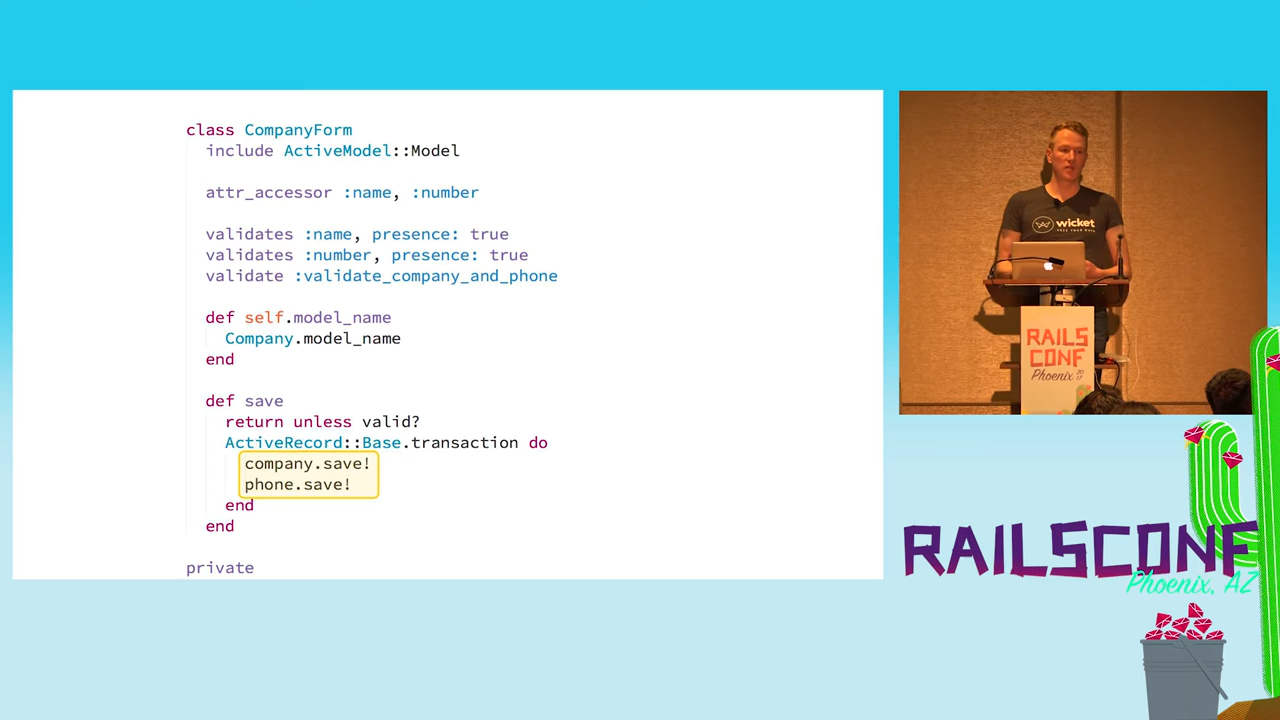 class CompanyForm
include ActiveModel::Model
attr_accessor :name, :number
validates :name, presence: true
validates :number, presence: true
validate :validate_company_and_phone
def self.model_name
Company.model_name
end
def save
return unless valid?
ActiveRecord::Base.transaction do
company.save!
phone.save!
end
end
private
wicket
RAILS
CONF
Phoenix 20
17
RAILSCONF
Phoenix, AZ